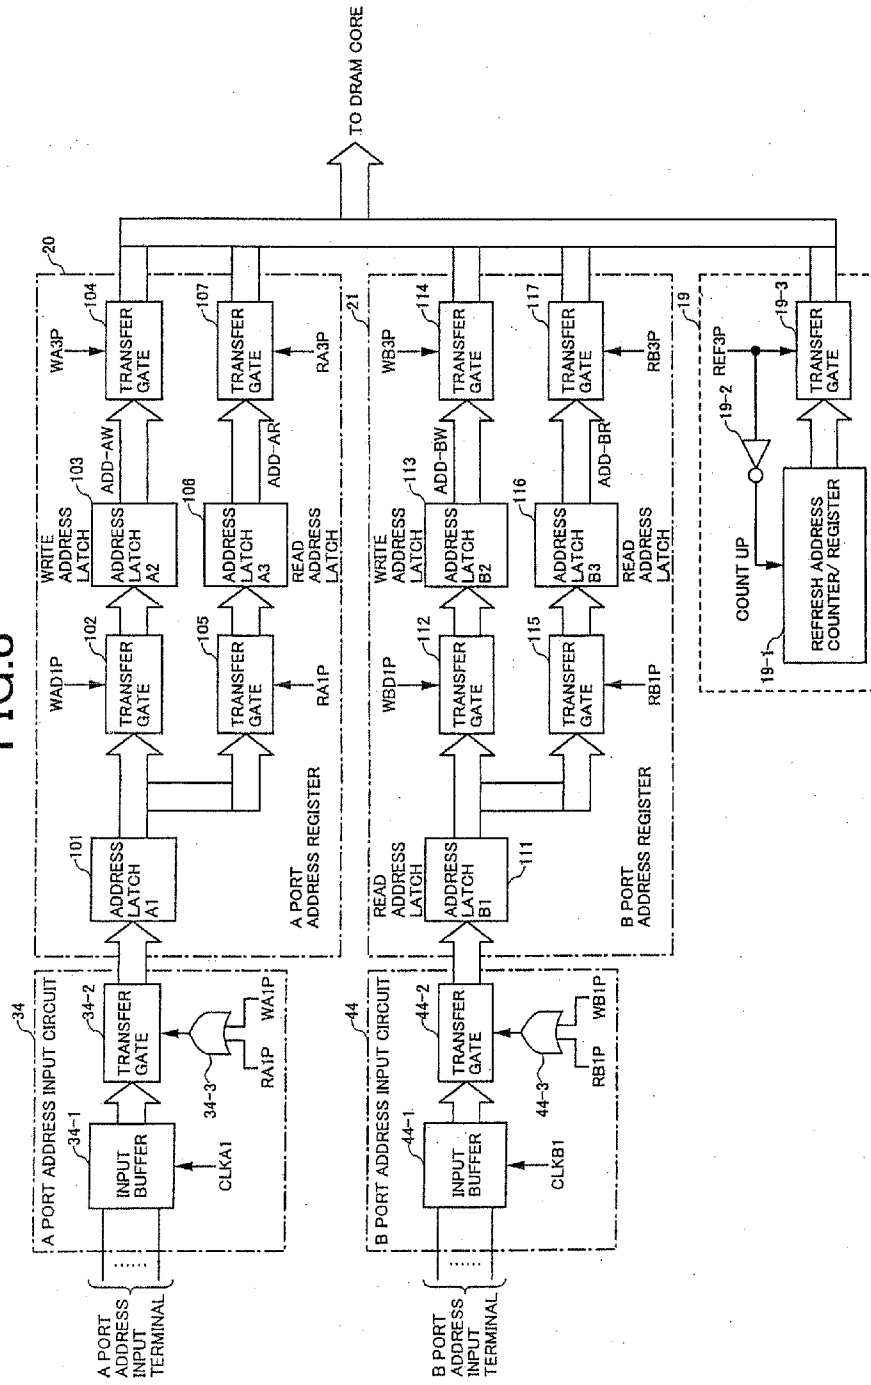 FIG.
A PORT ADDRESS INPUT CIRCUIT
34
34-1
INPUT
BUFFER
CLKA1
34-2
TRANSFER
GATE
34-3
RA1P
WA1P
A PORT
ADDRESS
INPUT
TERMINAL
20
101
ADDRESS
LATCH
A1
A PORT
ADDRESS REGISTER
WAD1P
102
TRANSFER
GATE
WRITE
ADDRESS
LATCH
103
ADDRESS
LATCH
A2
ADD-AW
WA3P
104
TRANSFER
GATE
105
TRANSFER
GATE
RA1P
106
ADDRESS
LATCH
A3
READ
ADDRESS
LATCH
ADD-AR
107
TRANSFER
GATE
RA3P
TO DRAM CORE
B PORT ADDRESS INPUT CIRCUIT
44
44-1
INPUT
BUFFER
CLKB1
44-2
TRANSFER
GATE
44-3
RB1P
WB1P
B PORT
ADDRESS
INPUT
TERMINAL
21
READ
ADDRESS
LATCH
ADDRESS
LATCH
B1
111
B PORT
ADDRESS REGISTER
WBD1P
112
TRANSFER
GATE
WRITE
ADDRESS
LATCH
113
ADDRESS
LATCH
B2
ADD-BW
WB3P
114
TRANSFER
GATE
115
TRANSFER
GATE
RB1P
116
ADDRESS
LATCH
B3
READ
ADDRESS
LATCH
ADD-BR
117
TRANSFER
GATE
RB3P
19
REF3P
19-2
COUNT UP
19-1
REFRESH ADDRESS
COUNTER/ REGISTER
19-3
TRANSFER
GATE